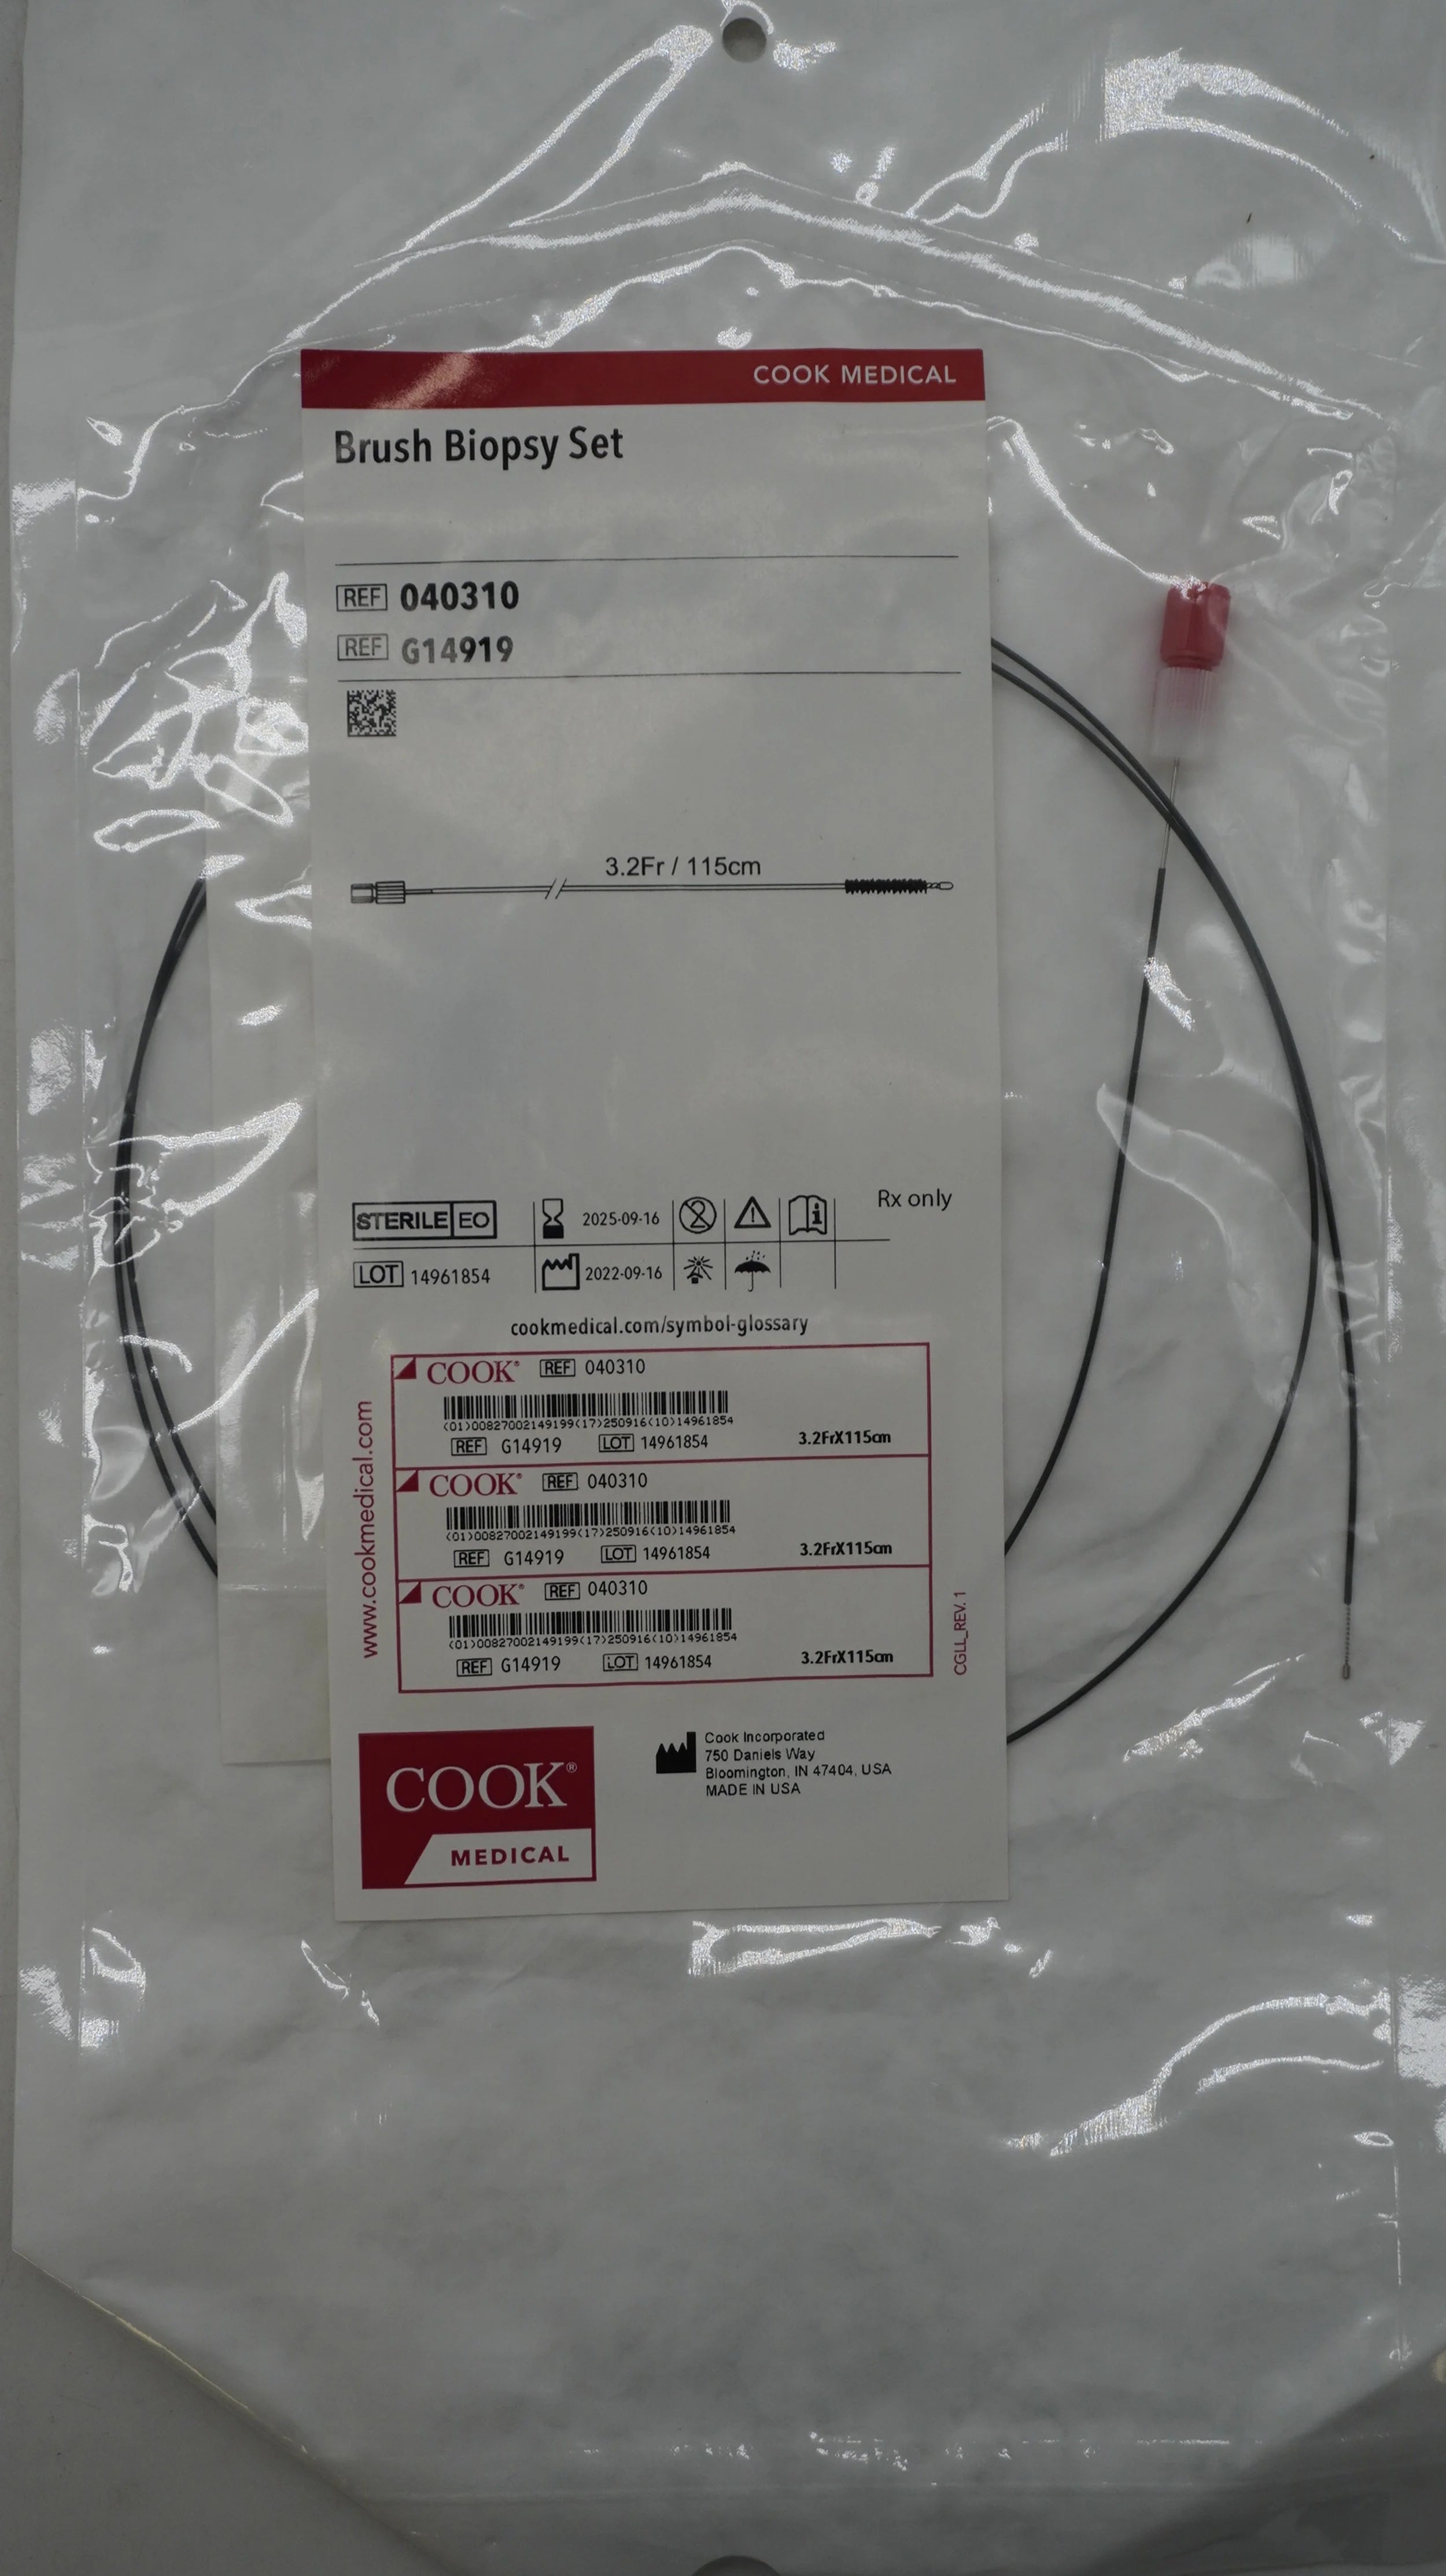 COOK MEDICAL
Brush Biopsy Set
REF 040310
REF G14919
3.2Fr / 115cm
STERILE EO 2025-09-16 Rx only
LOT 14961854 2022-09-16
cookmedical.com/symbol-glossary
www.cookmedical.com
COOK® REF 040310
(01)00827002149199(17)250916(10)14961854
REF G14919 LOT 14961854 3.2FrX115cm
COOK® REF 040310
(01)00827002149199(17)250916(10)14961854
REF G14919 LOT 14961854 3.2FrX115cm
COOK® REF 040310
(01)00827002149199(17)250916(10)14961854
REF G14919 LOT 14961854 3.2FrX115cm
CGLL_REV. 1
COOK®
MEDICAL
Cook Incorporated
750 Daniels Way
Bloomington, IN 47404, USA
MADE IN USA